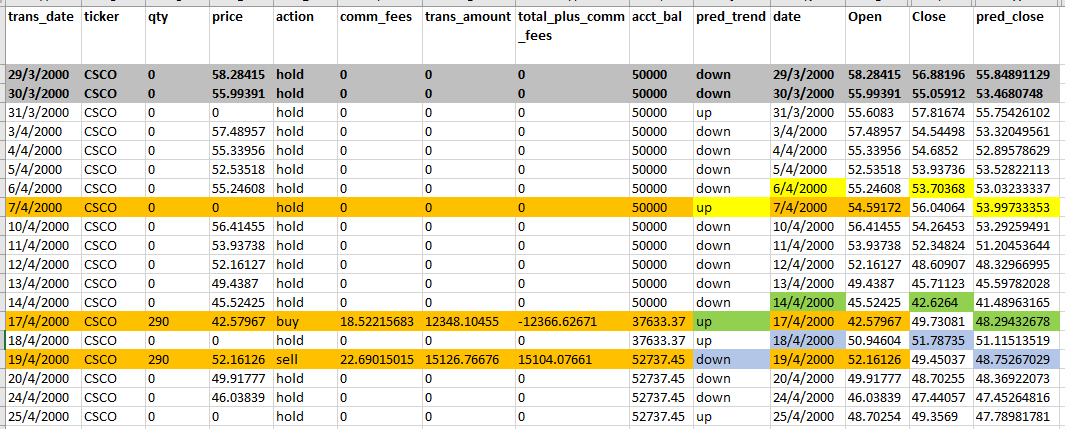 trans_date ticker qty price action comm_fees trans_amount total_plus_comm acct_bal pred_trend date Open Close pred_close
_fees
29/3/2000 CSCO 0 58.28415 hold 0 0 0 50000 down 29/3/2000 58.28415 56.88196 55.84891129
30/3/2000 CSCO 0 55.99391 hold 0 0 0 50000 down 30/3/2000 55.99391 55.05912 53.4680748
31/3/2000 CSCO 0 0 hold 0 0 0 50000 up 31/3/2000 55.6083 57.81674 55.75426102
3/4/2000 CSCO 0 57.48957 hold 0 0 0 50000 down 3/4/2000 57.48957 54.54498 53.32049561
4/4/2000 CSCO 0 55.33956 hold 0 0 0 50000 down 4/4/2000 55.33956 54.6852 52.89578629
5/4/2000 CSCO 0 52.53518 hold 0 0 0 50000 down 5/4/2000 52.53518 53.93736 53.52822113
6/4/2000 CSCO 0 55.24608 hold 0 0 0 50000 down 6/4/2000 55.24608 53.70368 53.03233337
7/4/2000 CSCO 0 0 hold 0 0 0 50000 up 7/4/2000 54.59172 56.04064 53.99733353
10/4/2000 CSCO 0 56.41455 hold 0 0 0 50000 down 10/4/2000 56.41455 54.26453 53.29259491
11/4/2000 CSCO 0 53.93738 hold 0 0 0 50000 down 11/4/2000 53.93738 52.34824 51.20453644
12/4/2000 CSCO 0 52.16127 hold 0 0 0 50000 down 12/4/2000 52.16127 48.60907 48.32966995
13/4/2000 CSCO 0 49.4387 hold 0 0 0 50000 down 13/4/2000 49.4387 45.71123 45.59782028
14/4/2000 CSCO 0 45.52425 hold 0 0 0 50000 down 14/4/2000 45.52425 42.6264 41.48963165
17/4/2000 CSCO 290 42.57967 buy 18.52215683 12348.10455 -12366.62671 37633.37 up 17/4/2000 42.57967 49.73081 48.29432678
18/4/2000 CSCO 0 0 hold 0 0 0 37633.37 up 18/4/2000 50.94604 51.78735 51.11513519
19/4/2000 CSCO 290 52.16126 sell 22.69015015 15126.76676 15104.07661 52737.45 down 19/4/2000 52.16126 49.45037 48.75267029
20/4/2000 CSCO 0 49.91777 hold 0 0 0 52737.45 down 20/4/2000 49.91777 48.70255 48.36922073
24/4/2000 CSCO 0 46.03839 hold 0 0 0 52737.45 down 24/4/2000 46.03839 47.44057 47.45264816
25/4/2000 CSCO 0 0 hold 0 0 0 52737.45 up 25/4/2000 48.70254 49.3569 47.78981781